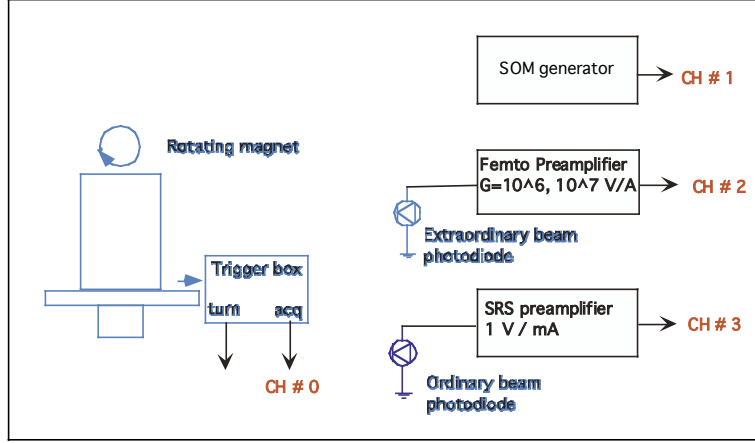 SOM generator
CH # 1
Rotating magnet
Femto Preamplifier
G=10^6, 10^7 V/A
CH # 2
Extraordinary beam
photodiode
Trigger box
turn acq
CH # 0
SRS preamplifier
1 V / mA
CH # 3
Ordinary beam
photodiode